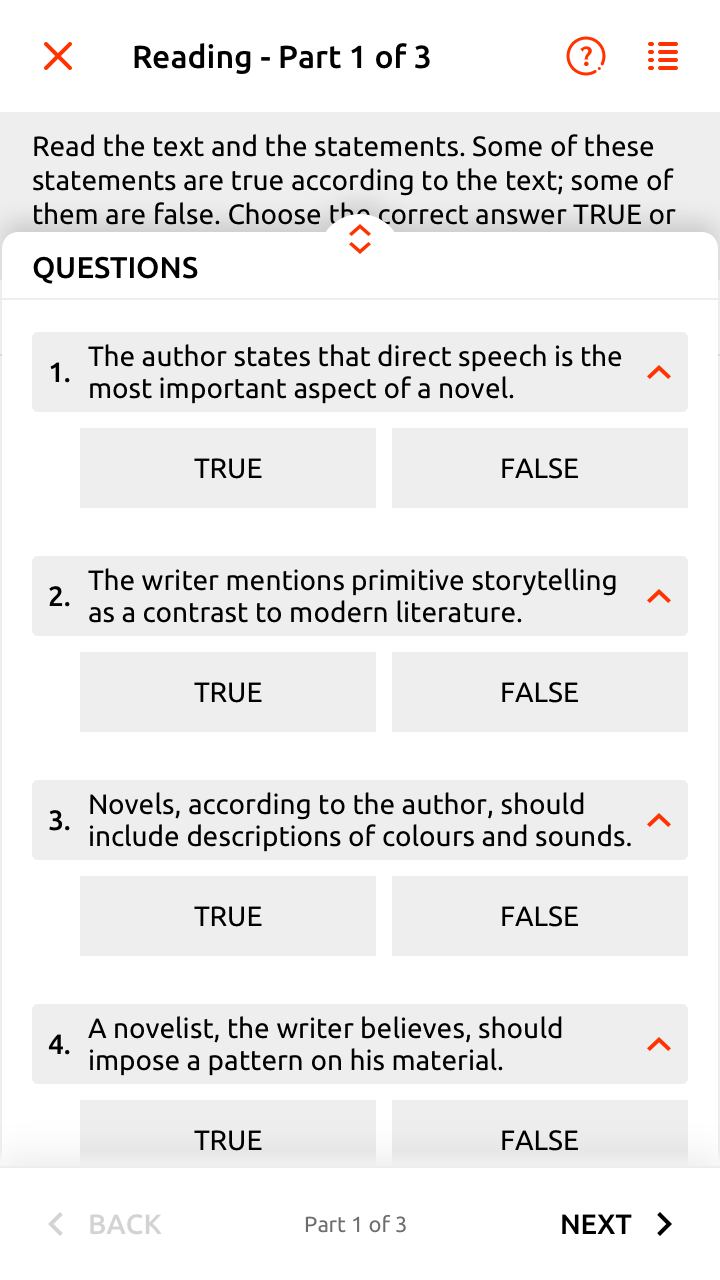 Reading - Part 1 of 3
?
Read the text and the statements. Some of these
statements are true according to the text; some of
them are false. Choose the correct answer TRUE or
QUESTIONS
1.
The author states that direct speech is the
most important aspect of a novel.
TRUE
FALSE
2.
The writer mentions primitive storytelling
as a contrast to modern literature.
TRUE
FALSE
3.
Novels, according to the author, should
include descriptions of colours and sounds.
TRUE
FALSE
4.
A novelist, the writer believes, should
impose a pattern on his material.
TRUE
FALSE
BACK
Part 1 of 3
NEXT